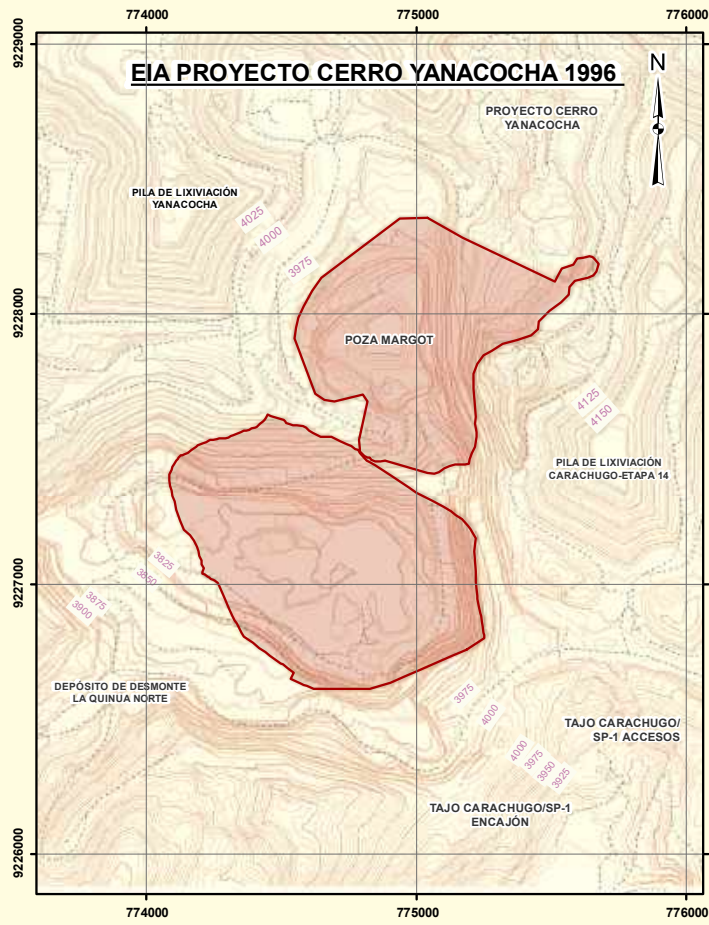 774000
775000
776000
9229000
EIA PROYECTO CERRO YANACOCHA 1996
N
PROYECTO CERRO
YANACOCHA
PILA DE LIXIVIACIÓN
YANACOCHA
4025
4000
3975
9228000
POZA MARGOT
4125
4150
PILA DE LIXIVIACIÓN
CARACHUGO-ETAPA 14
3825
3850
3875
3900
9227000
DEPÓSITO DE DESMONTE
LA QUINUA NORTE
3975
4000
TAJO CARACHUGO/
SP-1 ACCESOS
4000
3975
3950
3925
TAJO CARACHUGO/SP-1
ENCAJÓN
9226000
774000
775000
776000